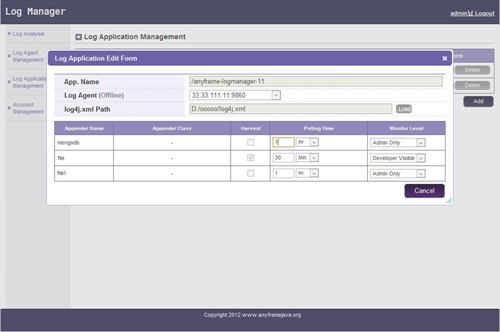 Log Manager
admin님 Logout
Log Analysis
Log Agent Management
Log Applicatio Management
Account Management
Log Application Management
Delete
Delete
Add
Log Application Edit Form
App. Name /anyframe-logmanager-11
Log Agent (Offline) 33.33.111.11:9860
log4j.xml Path D:/ooooo/log4j.xml Load
Appender Name Appender Class Harvest Polling Time Monitor Level
mongodb - 1 Hr Admin Only
file - 30 Min Developer Visible
file1 - 1 Hr Admin Only
Cancel
Copyright 2012 www.anyframejava.org